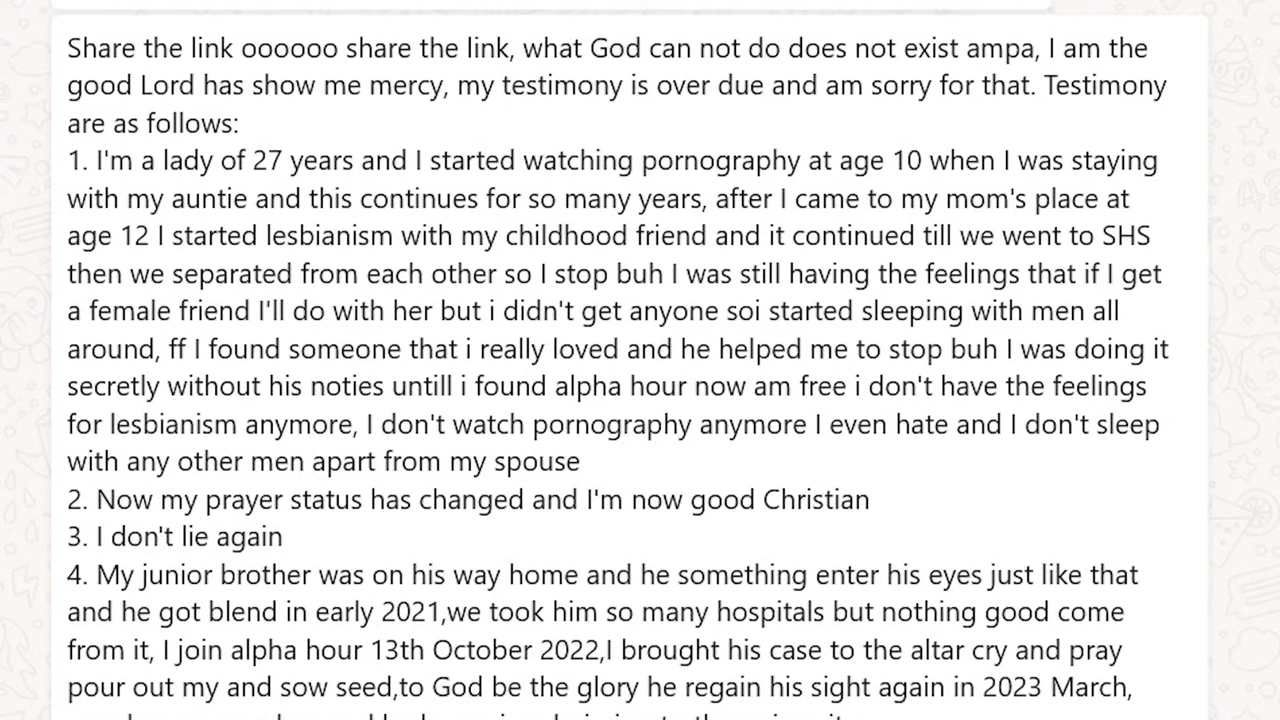 Share the link oooooo share the link, what God can not do does not exist ampa, I am the
good Lord has show me mercy, my testimony is over due and am sorry for that. Testimony
are as follows:
1. I'm a lady of 27 years and I started watching pornography at age 10 when I was staying
with my auntie and this continues for so many years, after I came to my mom's place at
age 12 I started lesbianism with my childhood friend and it continued till we went to SHS
then we separated from each other so I stop buh I was still having the feelings that if I get
a female friend I'll do with her but i didn't get anyone soi started sleeping with men all
around, ff I found someone that i really loved and he helped me to stop buh I was doing it
secretly without his noties untill i found alpha hour now am free i don't have the feelings
for lesbianism anymore, I don't watch pornography anymore I even hate and I don't sleep
with any other men apart from my spouse
2. Now my prayer status has changed and I'm now good Christian
3. I don't lie again
4. My junior brother was on his way home and he something enter his eyes just like that
and he got blend in early 2021,we took him so many hospitals but nothing good come
from it, I join alpha hour 13th October 2022,I brought his case to the altar cry and pray
pour out my and sow seed,to God be the glory he regain his sight again in 2023 March,